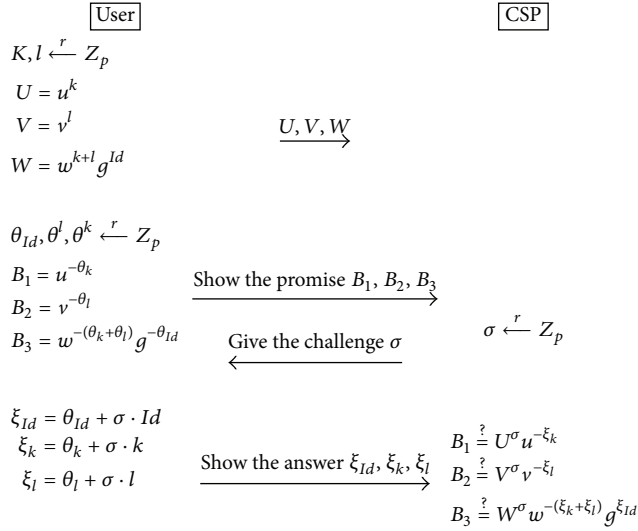 User CSP
K, l ←r Z_p
U = u^k
V = v^l
U, V, W
W = w^{k+l} g^{Id}
θ_{Id}, θ^l, θ^k ←r Z_p
B_1 = u^{-θ_k}
Show the promise B_1, B_2, B_3
B_2 = v^{-θ_l}
B_3 = w^{-(θ_k+θ_l)} g^{-θ_{Id}}
Give the challenge σ
σ ←r Z_p
ξ_{Id} = θ_{Id} + σ · Id
ξ_k = θ_k + σ · k
ξ_l = θ_l + σ · l
Show the answer ξ_{Id}, ξ_k, ξ_l
B_1 ≟ U^σ u^{-ξ_k}
B_2 ≟ V^σ v^{-ξ_l}
B_3 ≟ W^σ w^{-(ξ_k+ξ_l)} g^{ξ_{Id}}